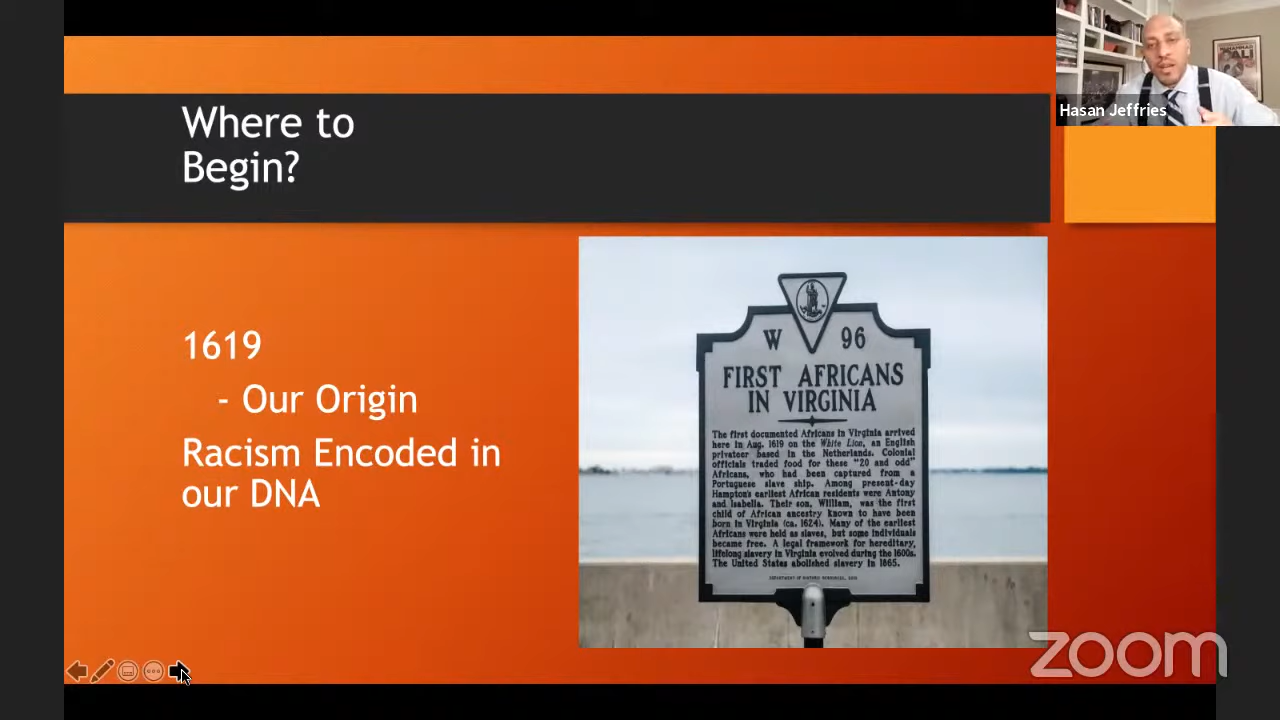 Where to
Begin?
1619
- Our Origin
Racism Encoded in
our DNA
W 96
FIRST AFRICANS
IN VIRGINIA
The first documented Africans in Virginia arrived
here in Aug. 1619 on the White Lion, an English
privateer based in the Netherlands. Colonial
officials traded food for these "20 and odd"
Africans, who had been captured from a
Portuguese slave ship. Among present-day
Hampton's earliest African residents were Antony
and Isabella. Their son, William, was the first
child of African ancestry known to have been
born in Virginia (ca. 1624). Many of the earliest
Africans were held as slaves, but some individuals
became free. A legal framework for hereditary,
lifelong slavery in Virginia evolved during the 1600s.
The United States abolished slavery in 1865.
DEPARTMENT OF HISTORIC RESOURCES,
ALI
Hasan Jeffries
zoom